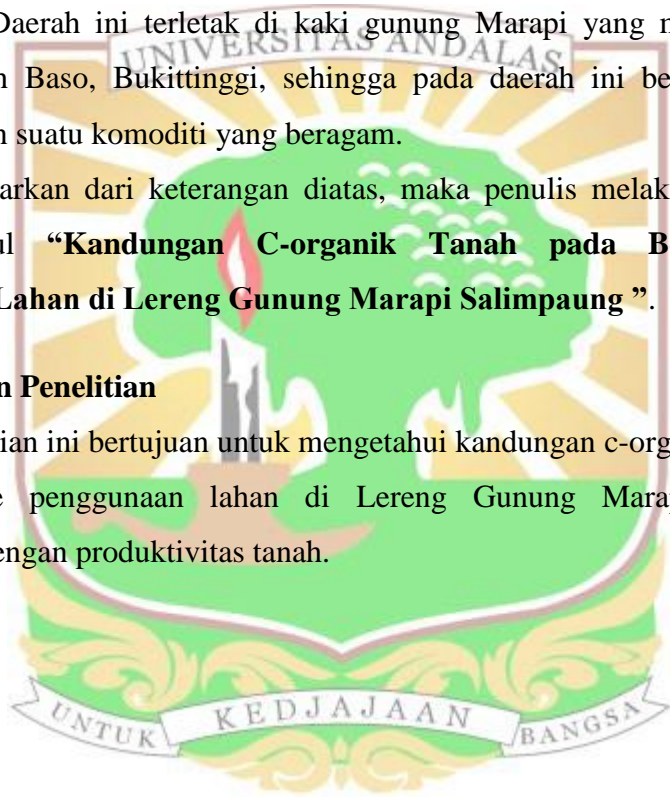 Daerah ini terletak di kaki gunung Marapi yang
UNIVERSITAS ANDALAS
Baso, Bukittinggi, sehingga pada daerah ini
suatu komoditi yang beragam.
dari keterangan diatas, maka penulis
“Kandungan C-organik Tanah pada
Lahan di Lereng Gunung Marapi Salimpaung ”.
Penelitian
ini bertujuan untuk mengetahui kandungan
penggunaan lahan di Lereng Gunung
produktivitas tanah.
UNTUK KEDJAJAAN BANGSA